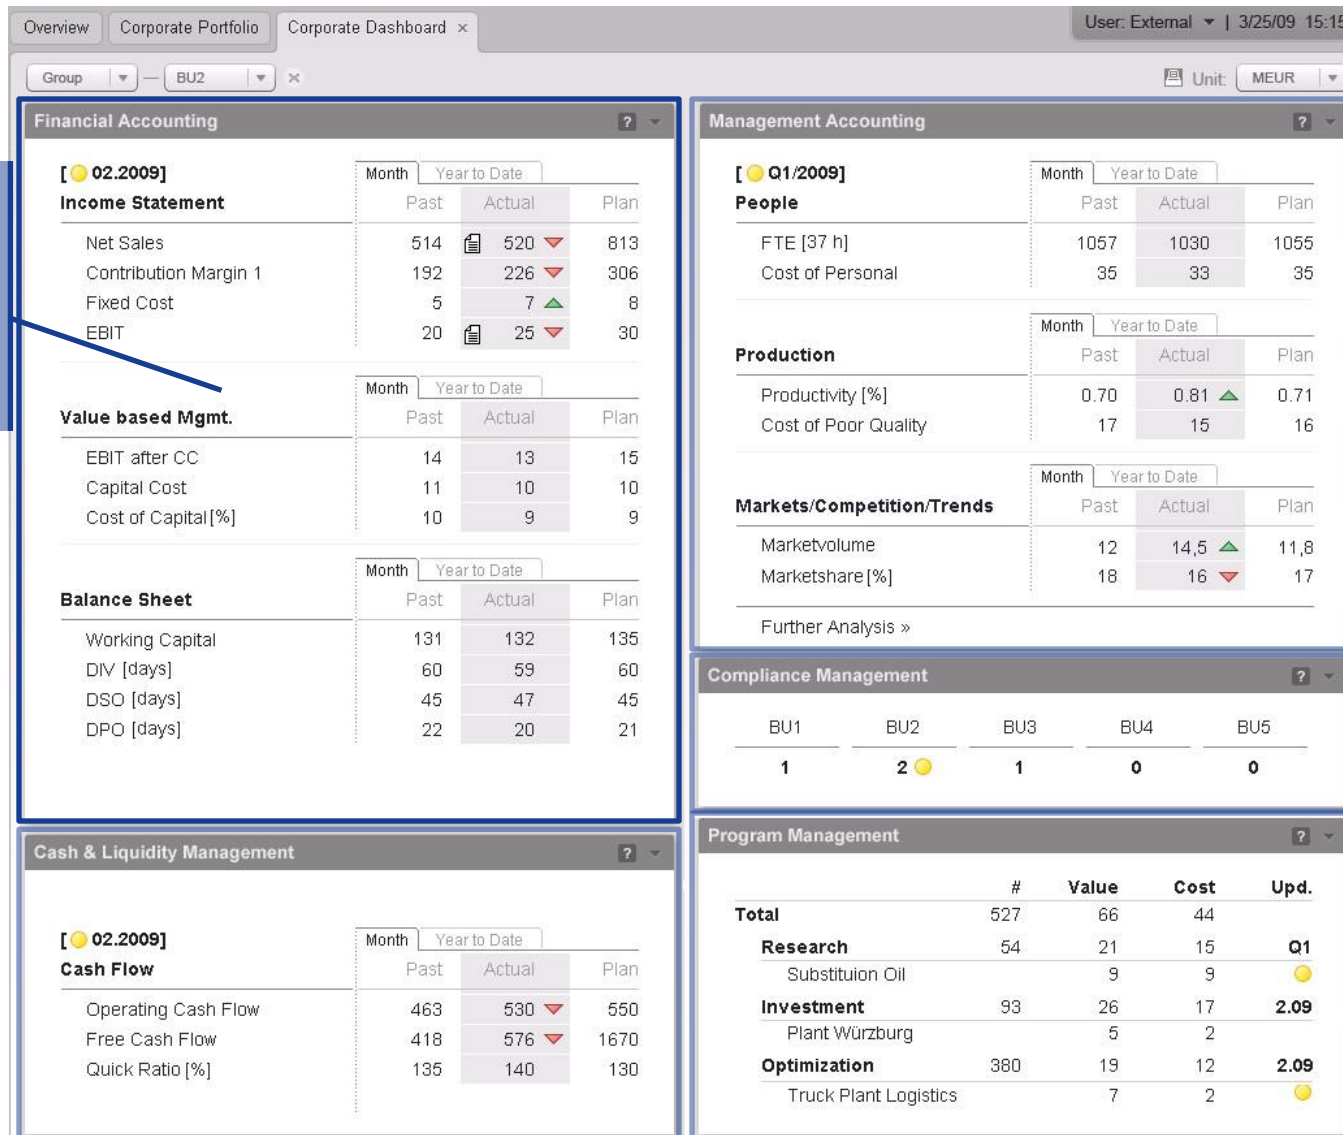 Overview Corporate Portfolio Corporate Dashboard × User: External | 3/25/09 15:15
Group — BU2 Unit: MEUR
Financial Accounting ?
[ 02.2009] Month Year to Date
Income Statement Past Actual Plan
Net Sales 514 520 813
Contribution Margin 1 192 226 306
Fixed Cost 5 7 8
EBIT 20 25 30
Month Year to Date
Value based Mgmt. Past Actual Plan
EBIT after CC 14 13 15
Capital Cost 11 10 10
Cost of Capital [%] 10 9 9
Month Year to Date
Balance Sheet Past Actual Plan
Working Capital 131 132 135
DIV [days] 60 59 60
DSO [days] 45 47 45
DPO [days] 22 20 21
Cash & Liquidity Management ?
[ 02.2009] Month Year to Date
Cash Flow Past Actual Plan
Operating Cash Flow 463 530 550
Free Cash Flow 418 576 1670
Quick Ratio [%] 135 140 130
Management Accounting ?
[ Q1/2009] Month Year to Date
People Past Actual Plan
FTE [37 h] 1057 1030 1055
Cost of Personal 35 33 35
Month Year to Date
Production Past Actual Plan
Productivity [%] 0.70 0.81 0.71
Cost of Poor Quality 17 15 16
Month Year to Date
Markets/Competition/Trends Past Actual Plan
Marketvolume 12 14,5 11,8
Marketshare [%] 18 16 17
Further Analysis »
Compliance Management ?
BU1 BU2 BU3 BU4 BU5
1 2 1 0 0
Program Management ?
# Value Cost Upd.
Total 527 66 44
Research 54 21 15 Q1
Substituion Oil 9 9
Investment 93 26 17 2.09
Plant Würzburg 5 2
Optimization 380 19 12 2.09
Truck Plant Logistics 7 2